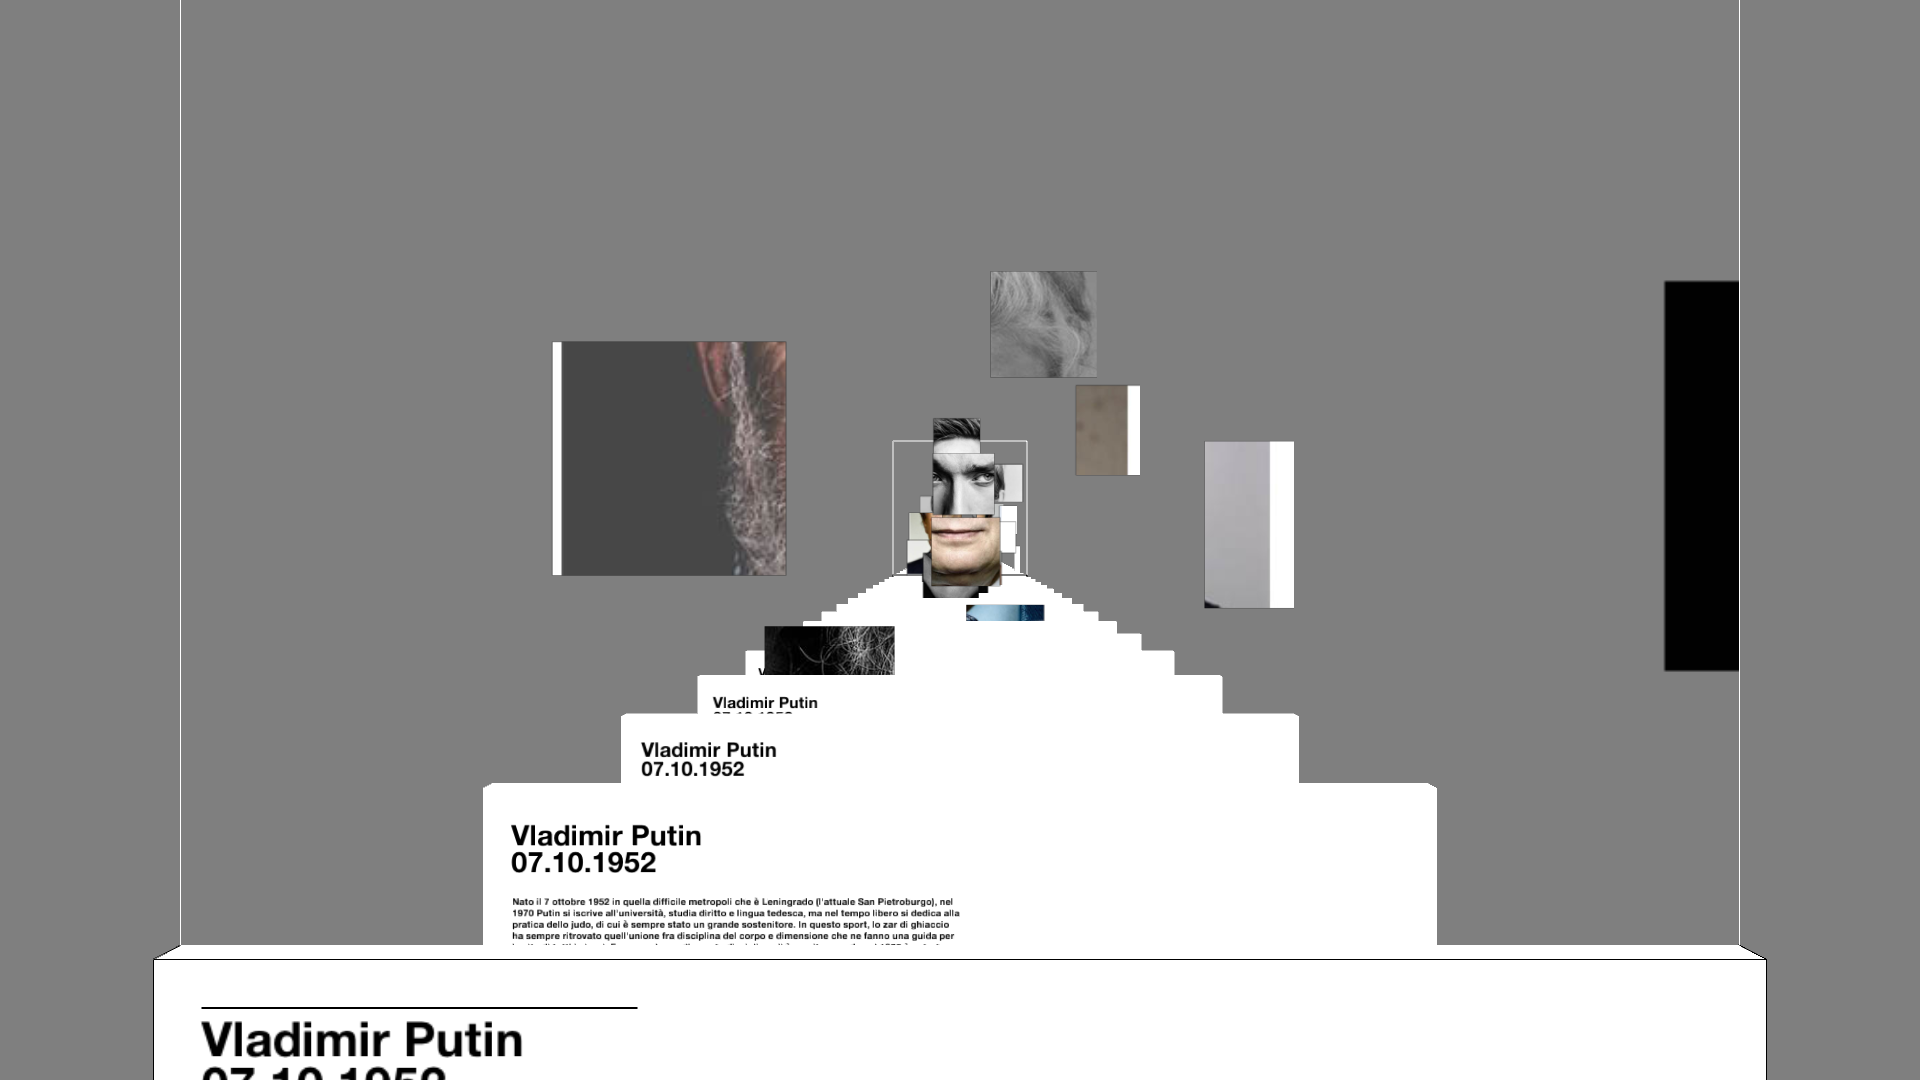 Vladimir Putin
Vladimir Putin
07.10.1952
Vladimir Putin
07.10.1952
Nato il 7 ottobre 1952 in quella difficile metropoli che è Leningrado (l'attuale San Pietroburgo), nel
1970 Putin si iscrive all'università, studia diritto e lingua tedesca, ma nel tempo libero si dedica alla
pratica dello judo, di cui è sempre stato un grande sostenitore. In questo sport, lo zar di ghiaccio
ha sempre ritrovato quell'unione fra disciplina del corpo e dimensione che ne fanno una guida per
Vladimir Putin
07.10.1952